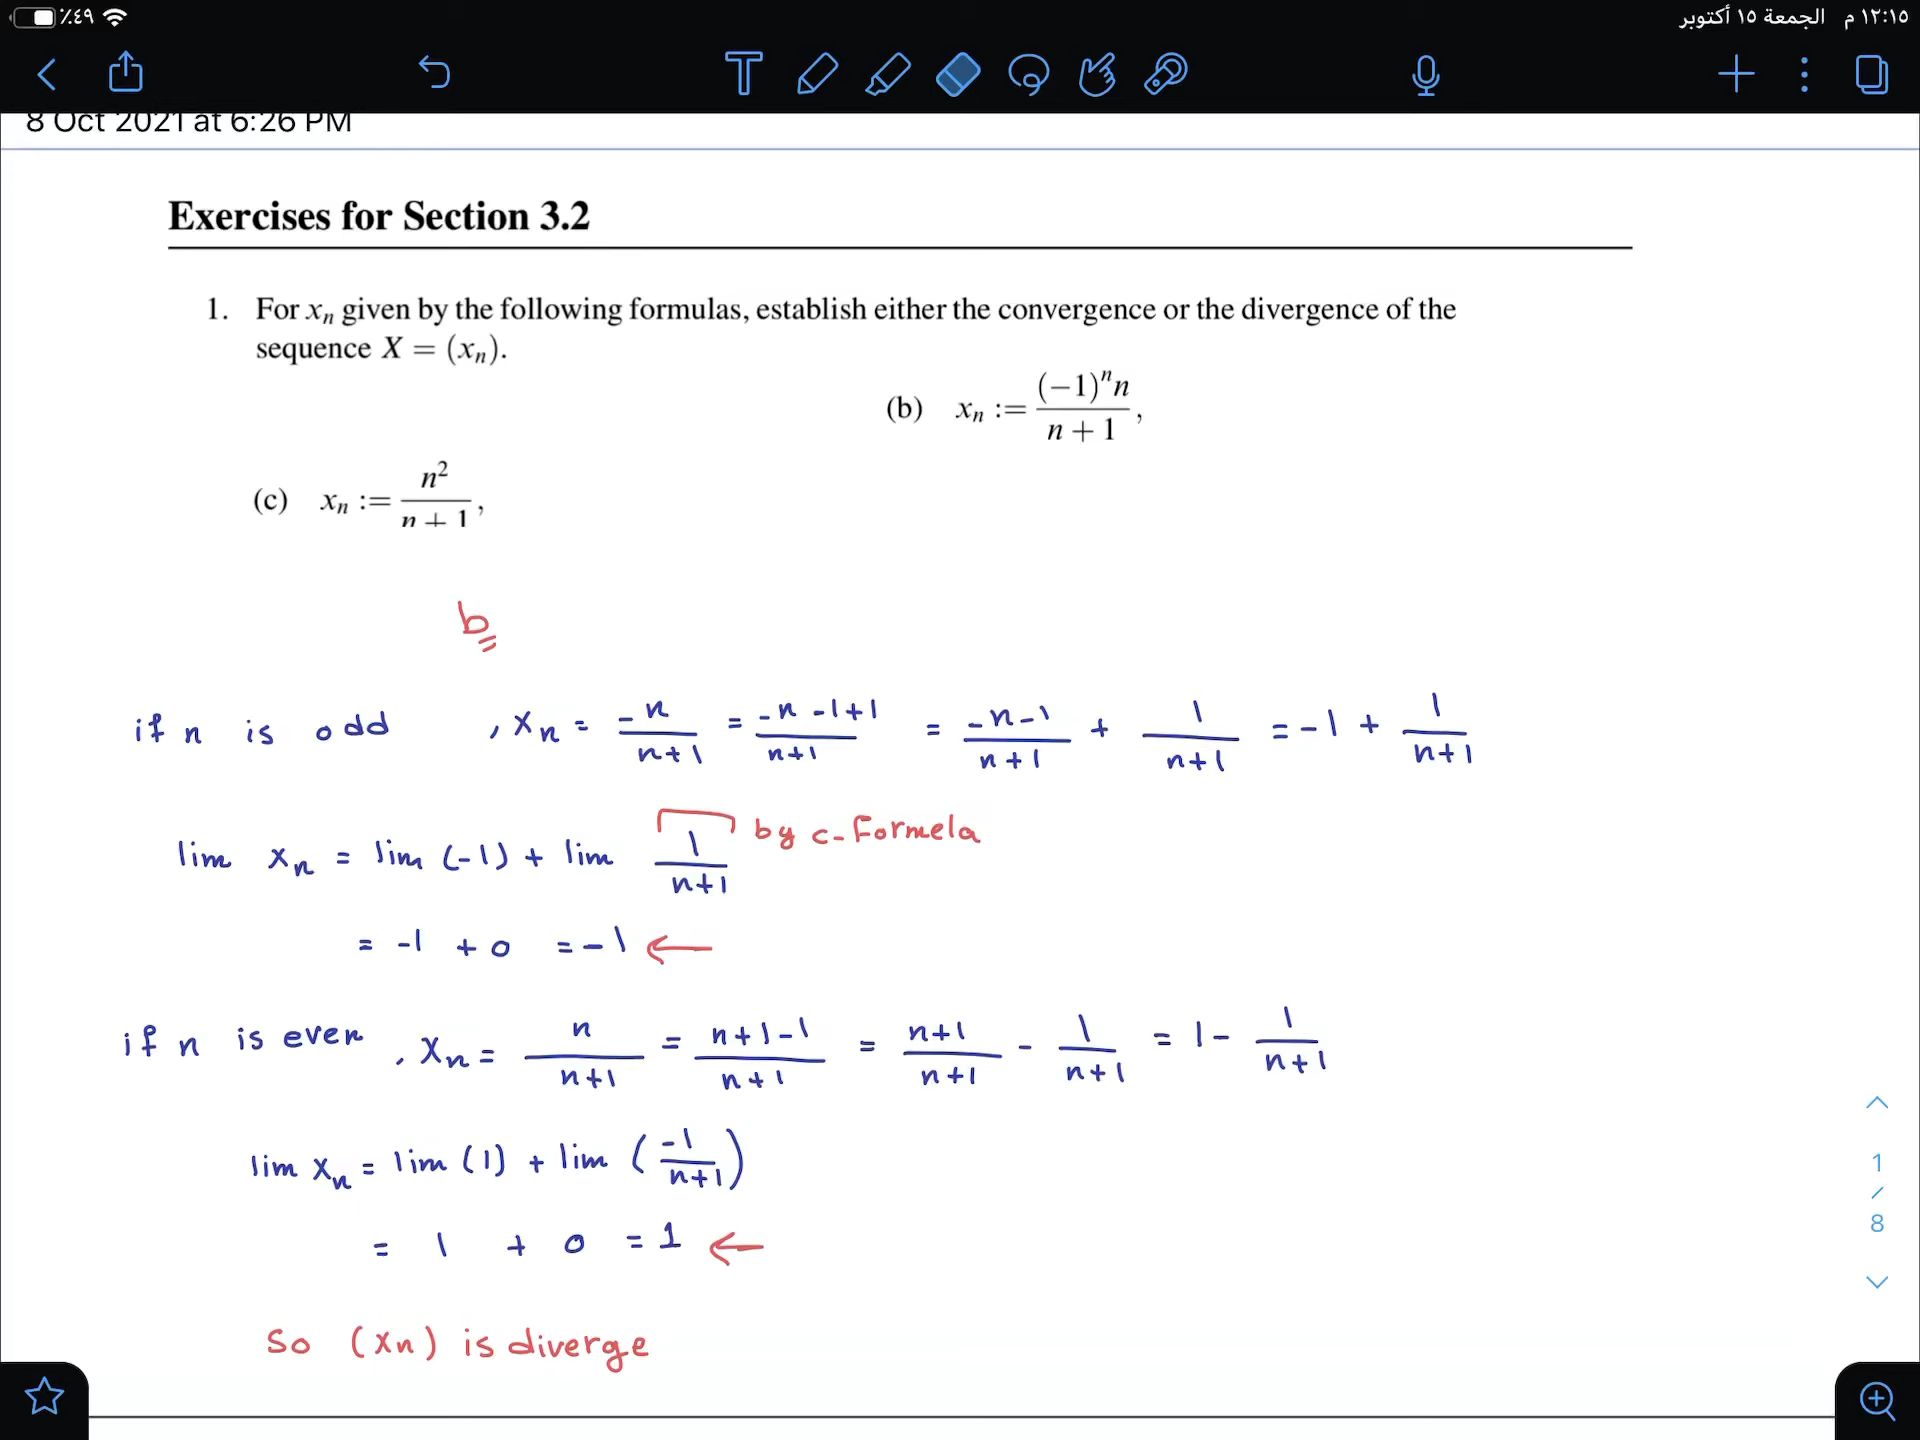 ٪٤٩ الجمعة ١٥ أكتوبر ١٢:١٥ م
8 Oct 2021 at 6:26 PM
Exercises for Section 3.2
1. For xₙ given by the following formulas, establish either the convergence or the divergence of the
sequence X = (xₙ).
(b) xₙ := (−1)ⁿn / (n + 1),
(c) xₙ := n² / (n + 1),
b
if n is odd , xₙ = -n/(n+1) = (-n-1+1)/(n+1) = (-n-1)/(n+1) + 1/(n+1) = -1 + 1/(n+1)
lim xₙ = lim (-1) + lim 1/(n+1) by c-Formela
= -1 + 0 = -1 ←
if n is even , xₙ = n/(n+1) = (n+1-1)/(n+1) = (n+1)/(n+1) - 1/(n+1) = 1 - 1/(n+1)
lim xₙ = lim (1) + lim (-1/(n+1))
= 1 + 0 = 1 ←
So (xn) is diverge
1
/
8